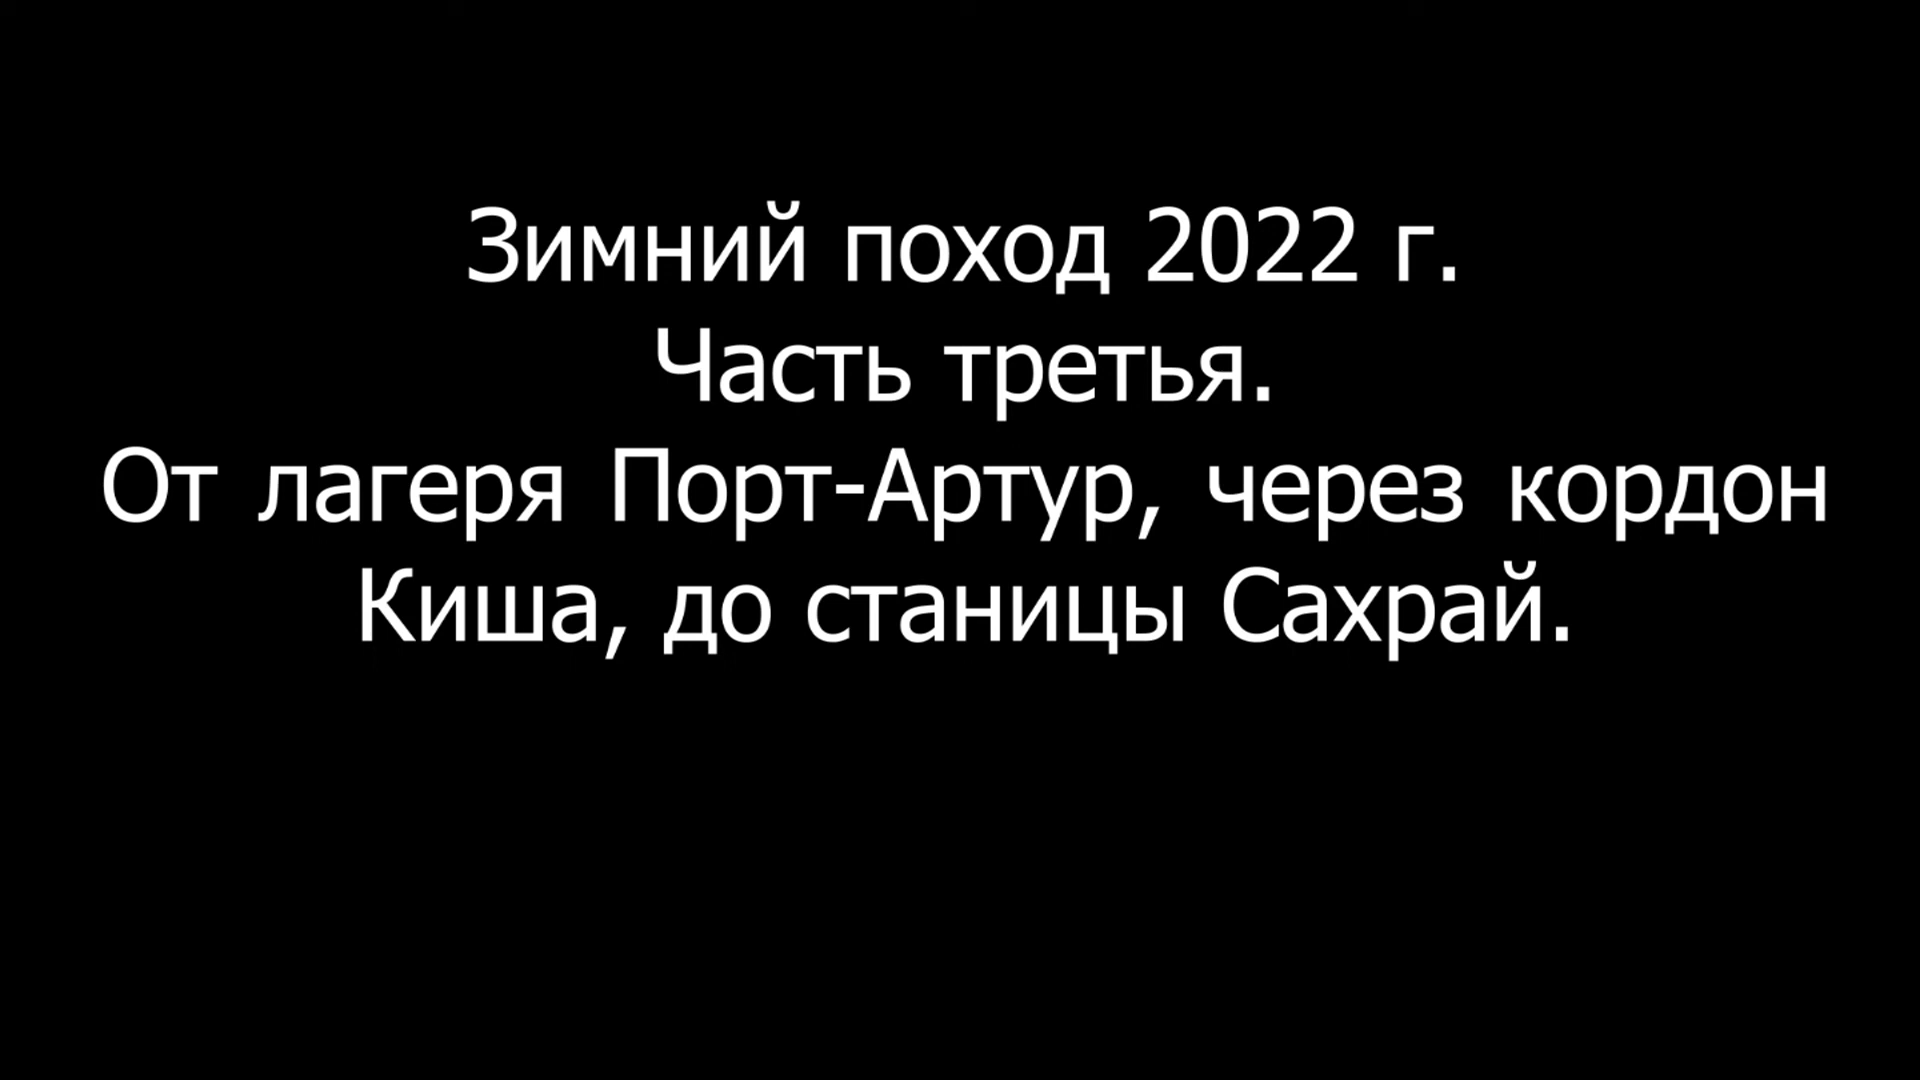 Зимний поход 2022 г.
Часть третья.
От лагеря Порт-Артур, через кордон
Киша, до станицы Сахрай.